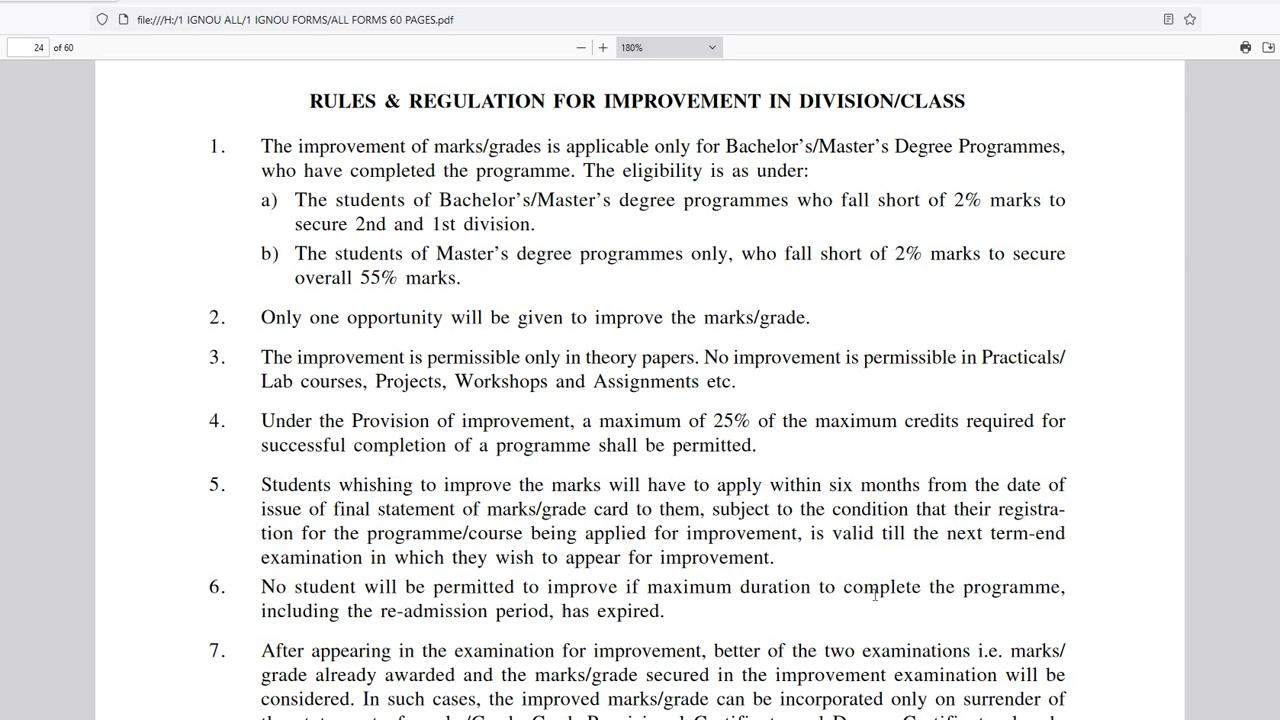 file:///H:/1 IGNOU ALL/1 IGNOU FORMS/ALL FORMS 60 PAGES.pdf
24 of 60
180%
RULES & REGULATION FOR IMPROVEMENT IN DIVISION/CLASS
1. The improvement of marks/grades is applicable only for Bachelor's/Master's Degree Programmes,
who have completed the programme. The eligibility is as under:
a) The students of Bachelor's/Master's degree programmes who fall short of 2% marks to
secure 2nd and 1st division.
b) The students of Master's degree programmes only, who fall short of 2% marks to secure
overall 55% marks.
2. Only one opportunity will be given to improve the marks/grade.
3. The improvement is permissible only in theory papers. No improvement is permissible in Practicals/
Lab courses, Projects, Workshops and Assignments etc.
4. Under the Provision of improvement, a maximum of 25% of the maximum credits required for
successful completion of a programme shall be permitted.
5. Students whishing to improve the marks will have to apply within six months from the date of
issue of final statement of marks/grade card to them, subject to the condition that their registra-
tion for the programme/course being applied for improvement, is valid till the next term-end
examination in which they wish to appear for improvement.
6. No student will be permitted to improve if maximum duration to complete the programme,
including the re-admission period, has expired.
7. After appearing in the examination for improvement, better of the two examinations i.e. marks/
grade already awarded and the marks/grade secured in the improvement examination will be
considered. In such cases, the improved marks/grade can be incorporated only on surrender of